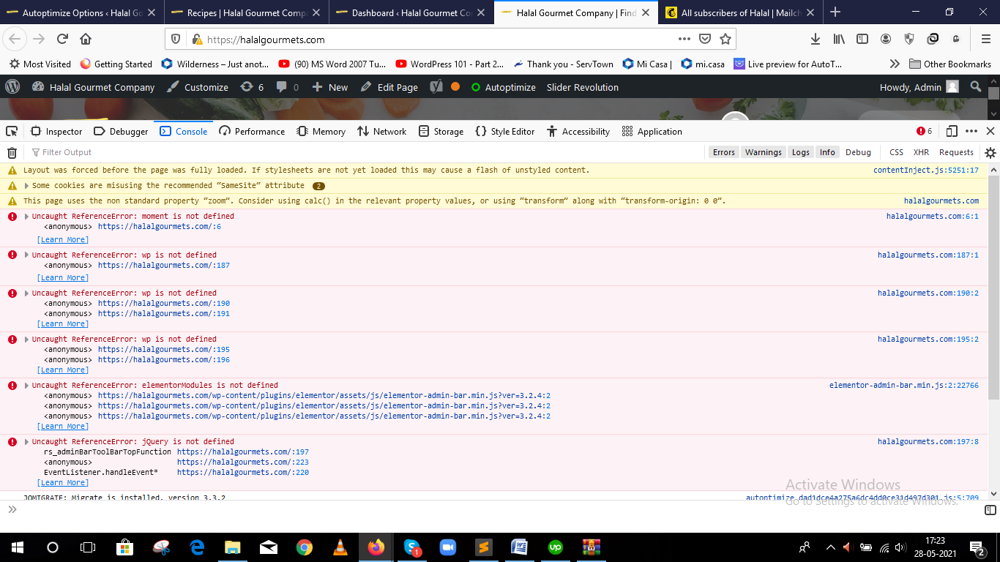 Autoptimize Options ‹ Halal Go
Recipes | Halal Gourmet Compa
Dashboard ‹ Halal Gourmet Co
Halal Gourmet Company | Find
All subscribers of Halal | Mailch
https://halalgourmets.com
Most Visited
Getting Started
Wilderness – Just anot...
(90) MS Word 2007 Tu...
WordPress 101 - Part 2...
Thank you - ServTown
Mi Casa |
mi.casa
Live preview for AutoT...
Other Bookmarks
Halal Gourmet Company
Customize
6
0
New
Edit Page
Autoptimize
Slider Revolution
Howdy, Admin
Inspector
Debugger
Console
Performance
Memory
Network
Storage
Style Editor
Accessibility
Application
6
Filter Output
Errors
Warnings
Logs
Info
Debug
CSS
XHR
Requests
Layout was forced before the page was fully loaded. If stylesheets are not yet loaded this may cause a flash of unstyled content. contentInject.js:5251:17
Some cookies are misusing the recommended “SameSite“ attribute 2
This page uses the non standard property “zoom”. Consider using calc() in the relevant property values, or using “transform” along with “transform-origin: 0 0”. halalgourmets.com
Uncaught ReferenceError: moment is not defined halalgourmets.com:6:1
<anonymous> https://halalgourmets.com/:6
[Learn More]
Uncaught ReferenceError: wp is not defined halalgourmets.com:187:1
<anonymous> https://halalgourmets.com/:187
[Learn More]
Uncaught ReferenceError: wp is not defined halalgourmets.com:190:2
<anonymous> https://halalgourmets.com/:190
<anonymous> https://halalgourmets.com/:191
[Learn More]
Uncaught ReferenceError: wp is not defined halalgourmets.com:195:2
<anonymous> https://halalgourmets.com/:195
<anonymous> https://halalgourmets.com/:196
[Learn More]
Uncaught ReferenceError: elementorModules is not defined elementor-admin-bar.min.js:2:22766
<anonymous> https://halalgourmets.com/wp-content/plugins/elementor/assets/js/elementor-admin-bar.min.js?ver=3.2.4:2
<anonymous> https://halalgourmets.com/wp-content/plugins/elementor/assets/js/elementor-admin-bar.min.js?ver=3.2.4:2
<anonymous> https://halalgourmets.com/wp-content/plugins/elementor/assets/js/elementor-admin-bar.min.js?ver=3.2.4:2
[Learn More]
Uncaught ReferenceError: jQuery is not defined halalgourmets.com:197:8
rs_adminBarToolBarTopFunction https://halalgourmets.com/:197
<anonymous> https://halalgourmets.com/:223
EventListener.handleEvent* https://halalgourmets.com/:220
[Learn More]
JQMIGRATE: Migrate is installed, version 3.3.2
Activate Windows
Go to Settings to activate Windows.
17:23
28-05-2021
2